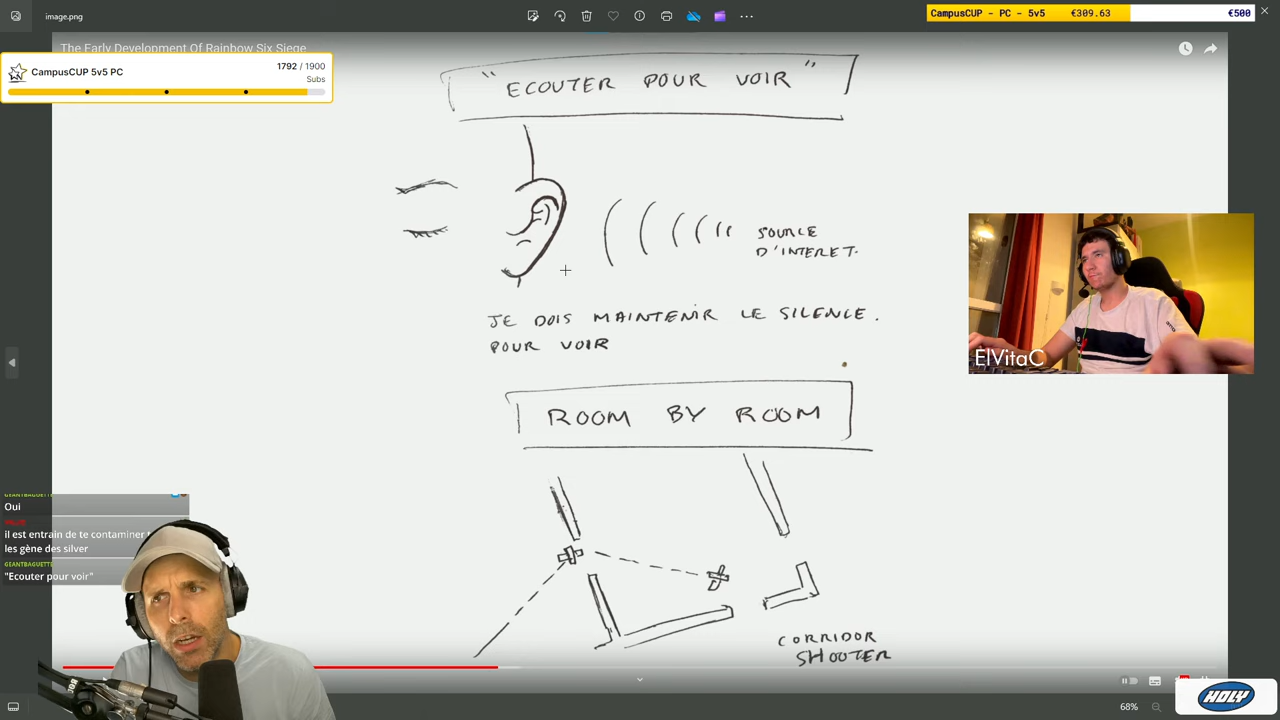 image.png
CampusCUP - PC - 5v5 €309.63 €500
The Early Development Of Rainbow Six Siege
CampusCUP 5v5 PC
1792 / 1900
Subs
" ECOUTER POUR VOIR "
SOURCE
D'INTERET.
JE DOIS MAINTENIR LE SILENCE.
POUR VOIR
ElVitaC
ROOM BY ROOM
CORRIDOR
SHOOTER
GEANTBAGUETTE
Oui
il est entrain de te contaminer
les gène des silver
GEANTBAGUETTE
"Ecouter pour voir"
HOLY
68%